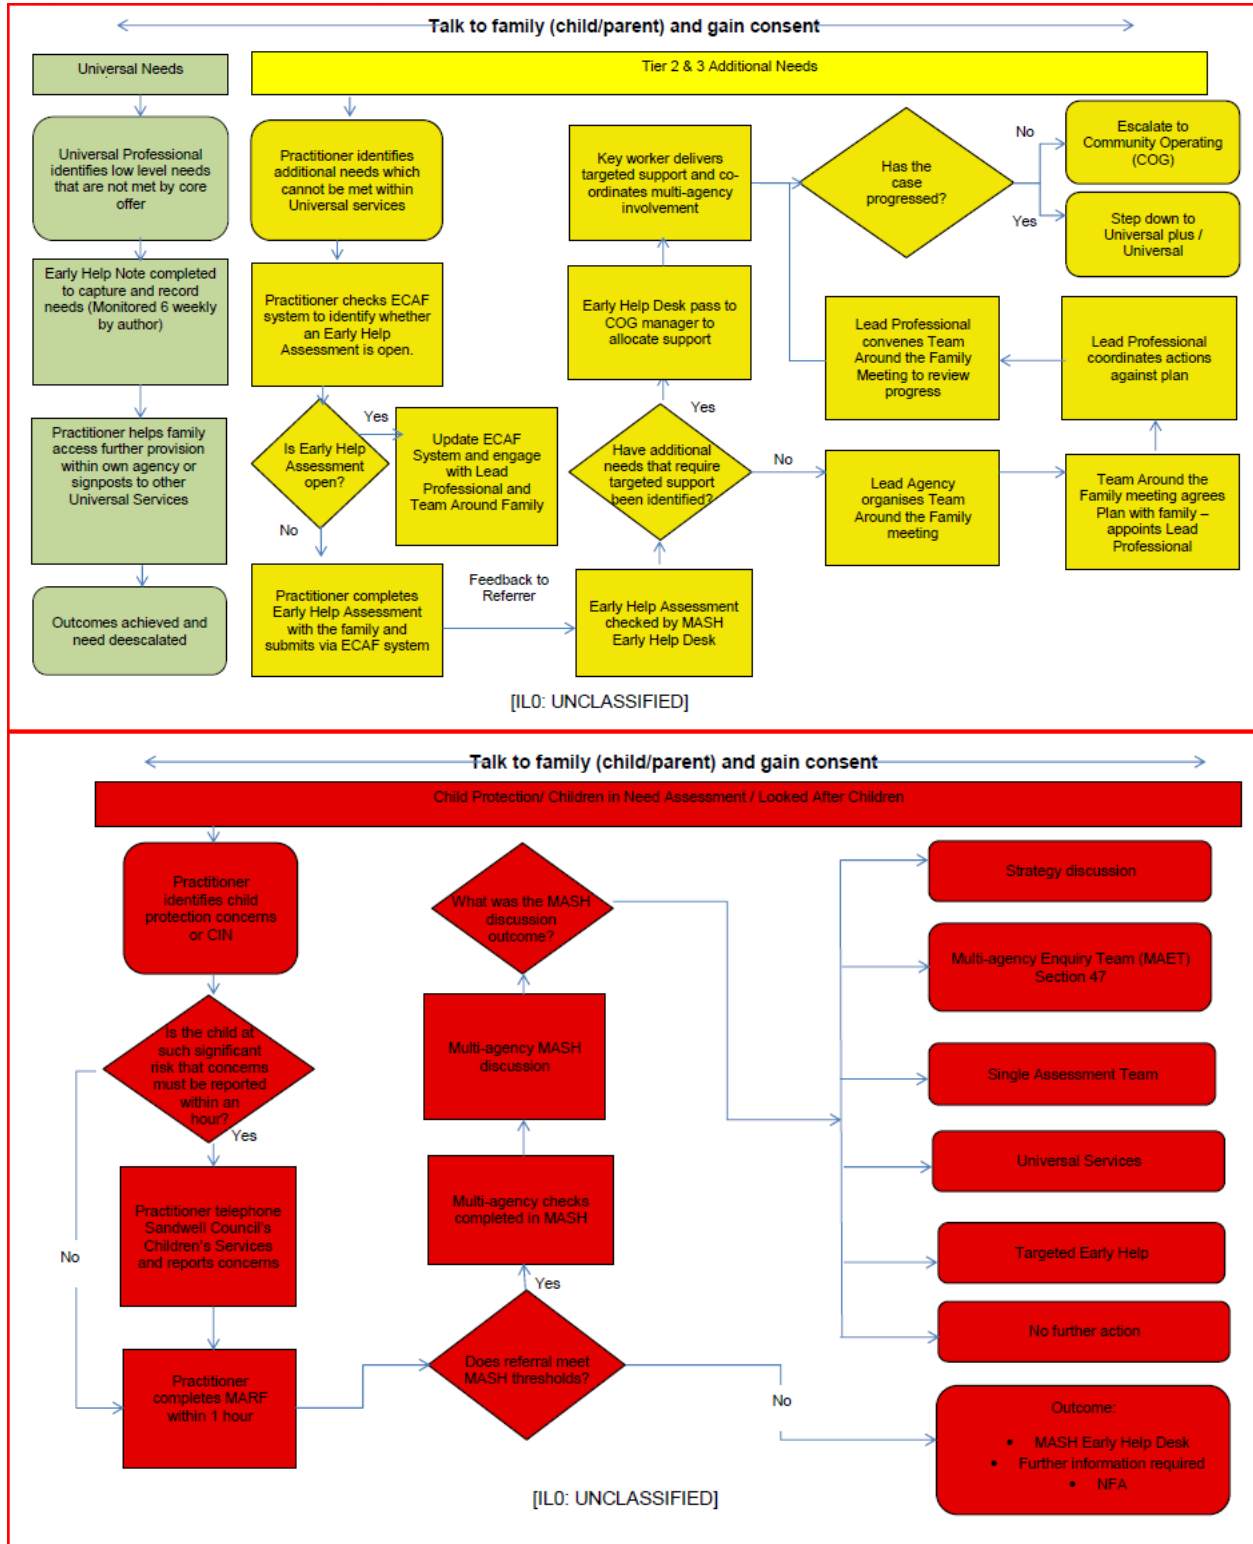 Talk to family (child/parent) and gain consent
Universal Needs
Tier 2 & 3 Additional Needs
Universal Professional
identifies low level needs
that are not met by core
offer
Early Help Note completed
to capture and record
needs (Monitored 6 weekly
by author)
Practitioner helps family
access further provision
within own agency or
signposts to other
Universal Services
Outcomes achieved and
need deescalated
Practitioner identifies
additional needs which
cannot be met within
Universal services
Practitioner checks ECAF
system to identify whether
an Early Help
Assessment is open.
Is Early Help
Assessment
open?
Yes
Update ECAF
System and engage
with Lead
Professional and
Team Around Family
No
Practitioner completes
Early Help Assessment
with the family and
submits via ECAF system
Feedback to
Referrer
Early Help Assessment
checked by MASH
Early Help Desk
Have additional
needs that require
targeted support
been identified?
Yes
Early Help Desk pass to
COG manager to
allocate support
Key worker delivers
targeted support and co-
ordinates multi-agency
involvement
No
Lead Agency
organises Team
Around the Family
meeting
Team Around the
Family meeting agrees
Plan with family –
appoints Lead
Professional
Lead Professional
coordinates actions
against plan
Lead Professional
convenes Team
Around the Family
Meeting to review
progress
Has the
case
progressed?
No
Escalate to
Community Operating
(COG)
Yes
Step down to
Universal plus /
Universal
[IL0: UNCLASSIFIED]
Talk to family (child/parent) and gain consent
Child Protection/ Children in Need Assessment / Looked After Children
Practitioner
identifies child
protection concerns
or CIN
Is the child at
such significant
risk that concerns
must be reported
within an
hour?
Yes
Practitioner telephone
Sandwell Council's
Children's Services
and reports concerns
No
Practitioner
completes MARF
within 1 hour
Does referral meet
MASH thresholds?
Yes
Multi-agency checks
completed in MASH
Multi-agency MASH
discussion
What was the MASH
discussion
outcome?
Strategy discussion
Multi-agency Enquiry Team (MAET)
Section 47
Single Assessment Team
Universal Services
Targeted Early Help
No further action
No
Outcome:
• MASH Early Help Desk
• Further information required
• NFA
[IL0: UNCLASSIFIED]